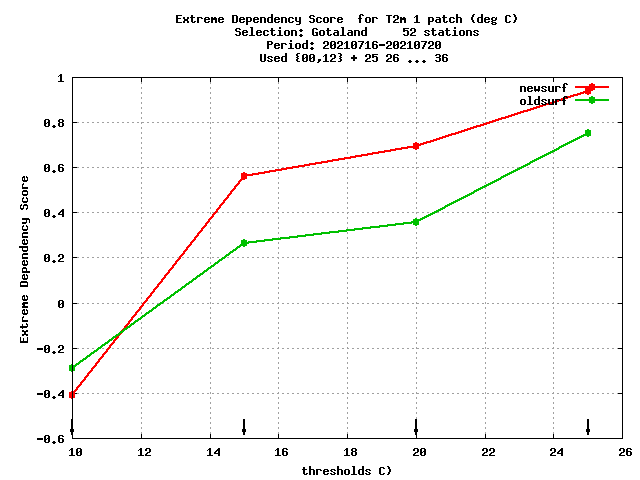 Extreme Dependency Score  for T2m 1 patch (deg C)
Selection: Gotaland     52 stations
Period: 20210716-20210720
Used {00,12} + 25 26 ... 36
newsurf
oldsurf
1
0.8
0.6
0.4
0.2
0
-0.2
-0.4
-0.6
Extreme Dependency Score
10 12 14 16 18 20 22 24 26
thresholds C)